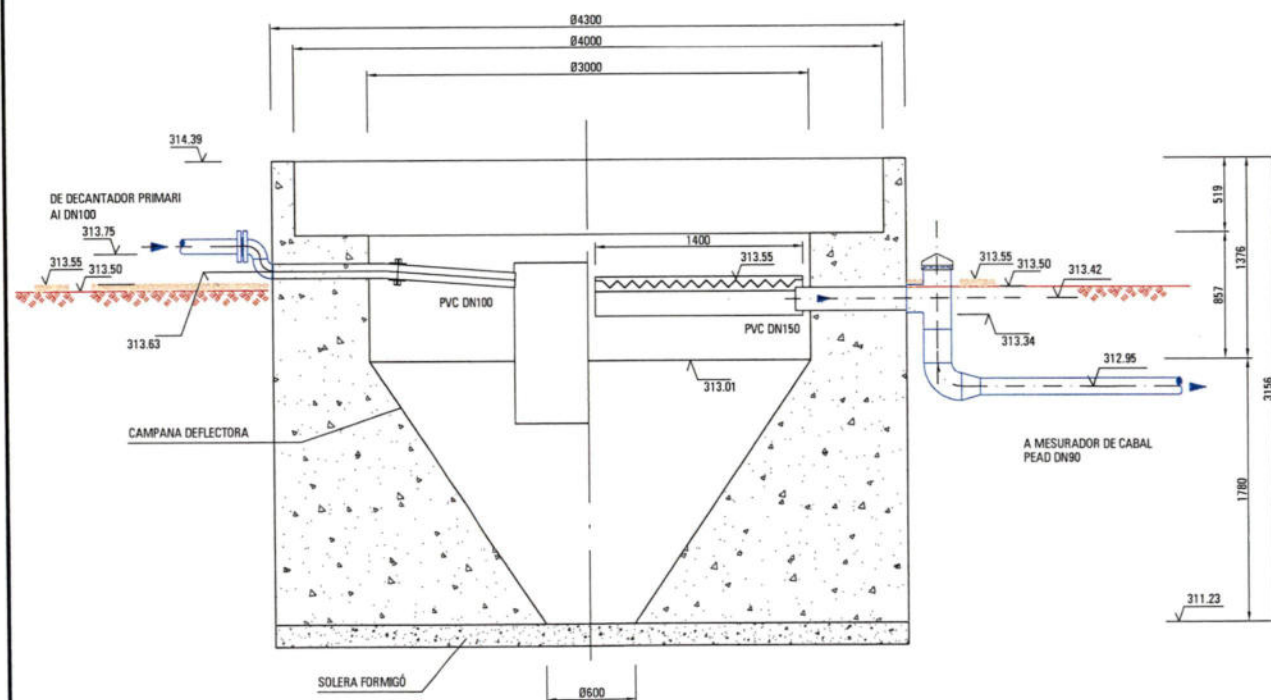 Ø4300
Ø4000
Ø3000
314.39
DE DECANTADOR PRIMARI
AI DN100
313.75
313.55
313.50
313.63
PVC DN100
1400
313.55
PVC DN150
313.01
313.55
313.50
313.42
313.34
312.95
A MESURADOR DE CABAL
PEAD DN90
519
857
1376
1780
3156
311.23
CAMPANA DEFLECTORA
SOLERA FORMIGÓ
Ø600